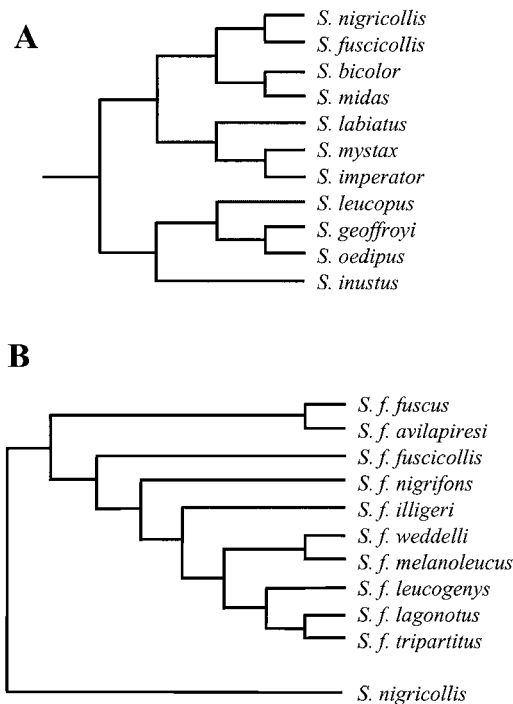 A
S. nigricollis
S. fuscicollis
S. bicolor
S. midas
S. labiatus
S. mystax
S. imperator
S. leucopus
S. geoffroyi
S. oedipus
S. inustus
B
S. f. fuscus
S. f. avilapiresi
S. f. fuscicollis
S. f. nigrifons
S. f. illigeri
S. f. weddelli
S. f. melanoleucus
S. f. leucogenys
S. f. lagonotus
S. f. tripartitus
S. nigricollis